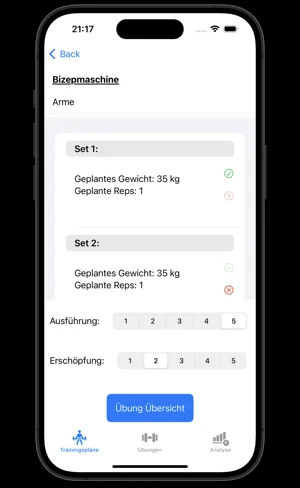 21:17
Back
Bizepmaschine
Arme
Set 1:
Geplantes Gewicht: 35 kg
Geplante Reps: 1
Set 2:
Geplantes Gewicht: 35 kg
Geplante Reps: 1
Ausführung: 1 2 3 4 5
Erschöpfung: 1 2 3 4 5
Übung Übersicht
Trainingspläne Übungen Analyse